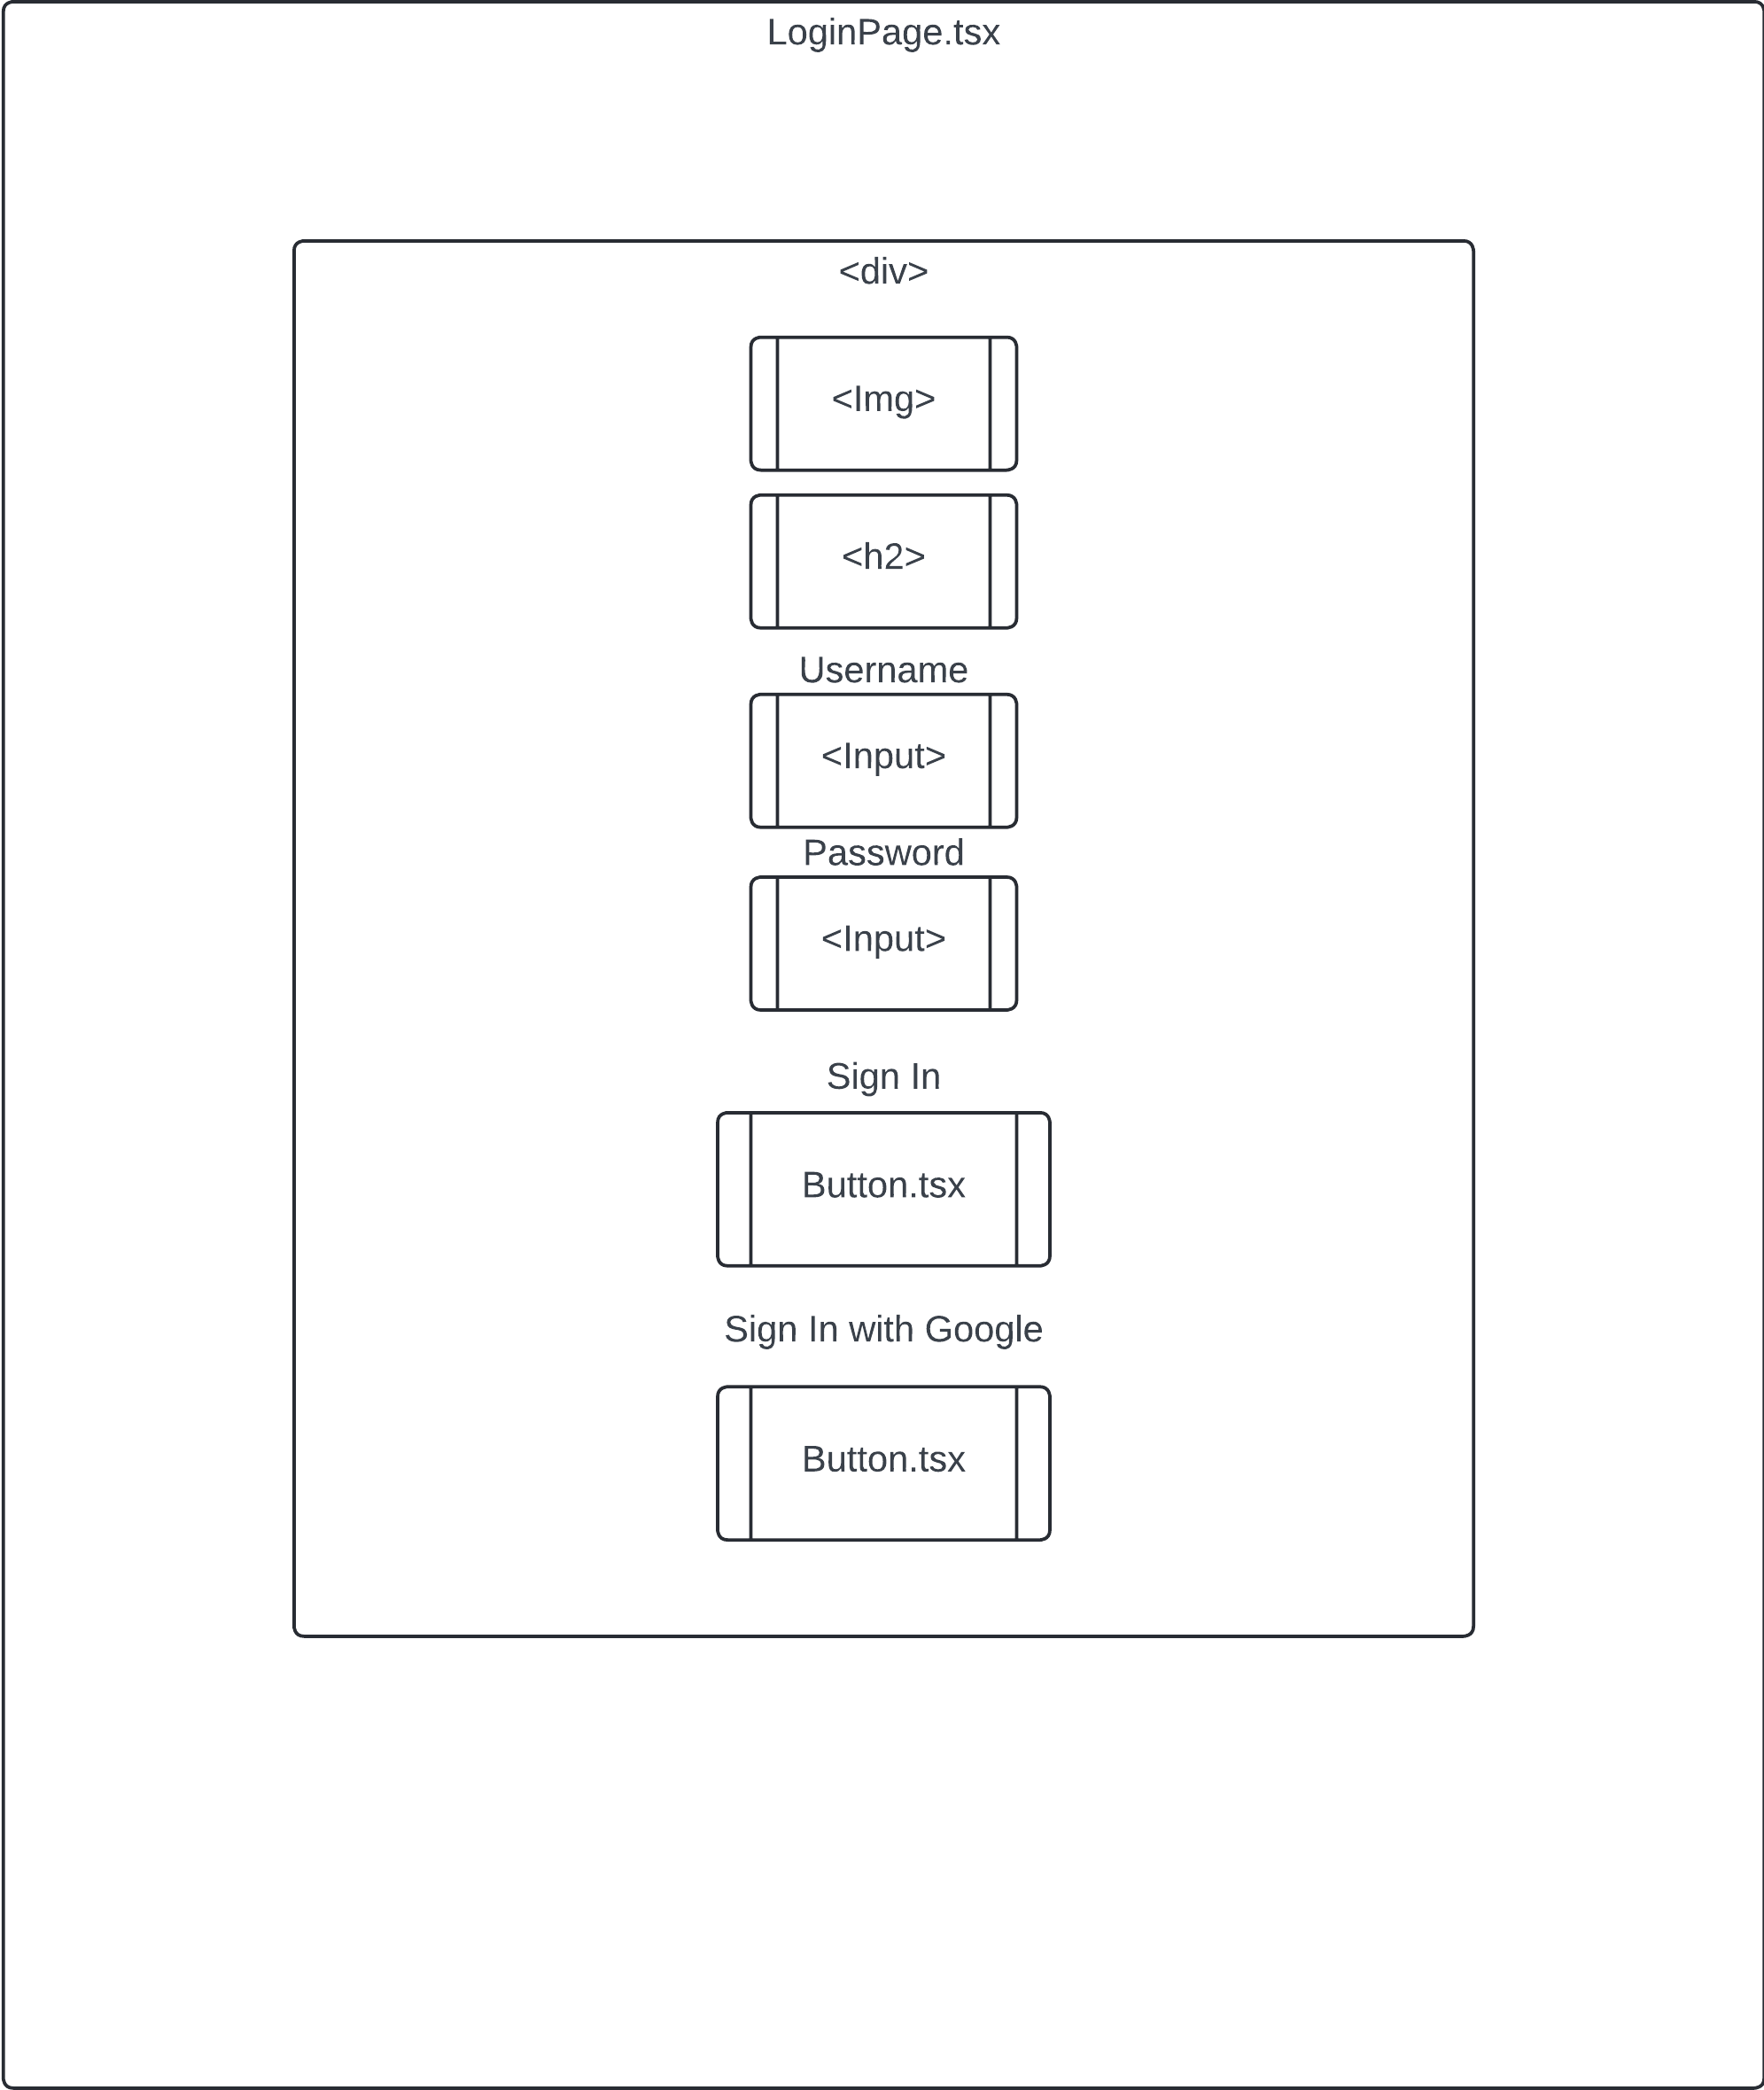 LoginPage.tsx
<div>
<Img>
<h2>
Username
<Input>
Password
<Input>
Sign In
Button.tsx
Sign In with Google
Button.tsx